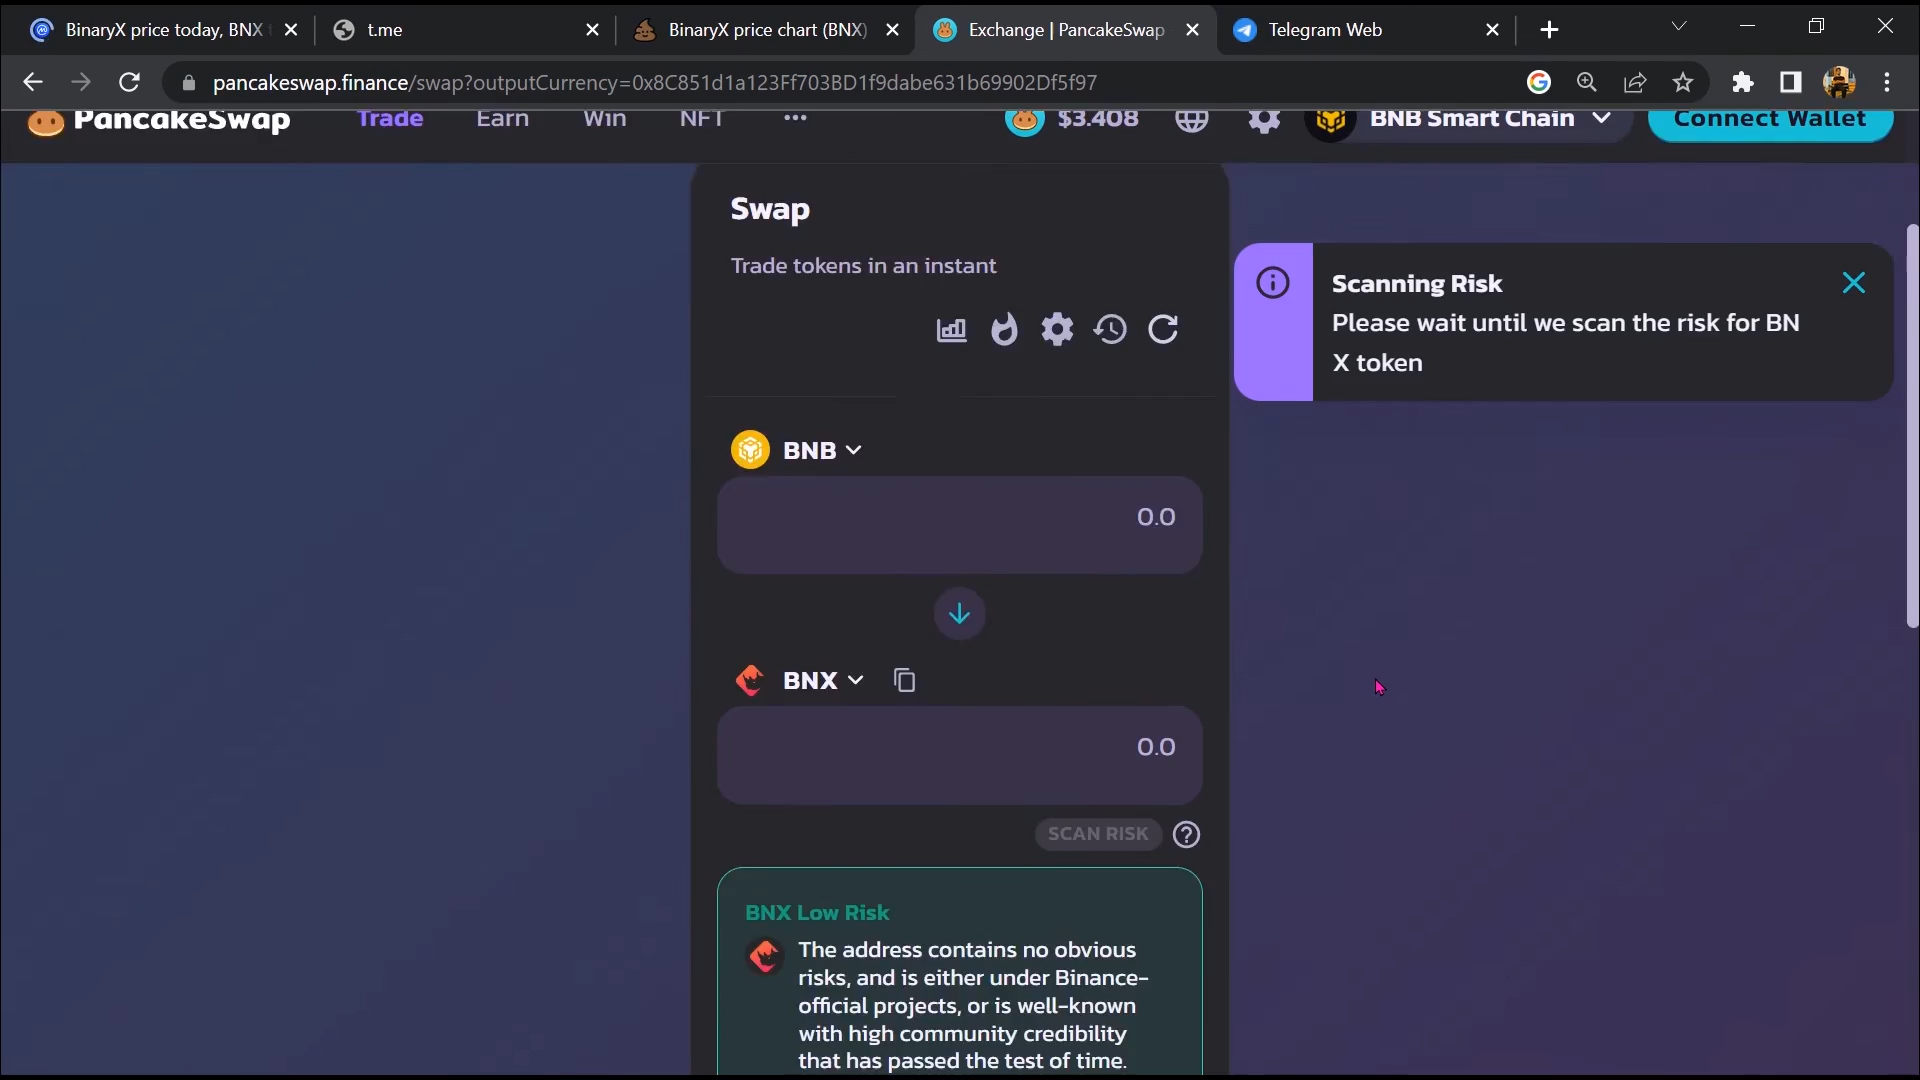 BinaryX price today, BNX t
t.me
BinaryX price chart (BNX)
Exchange | PancakeSwap
Telegram Web
pancakeswap.finance/swap?outputCurrency=0x8C851d1a123Ff703BD1f9dabe631b69902Df5f97
PancakeSwap
Trade
Earn
Win
NFT
$3.408
BNB Smart Chain
Connect Wallet
Swap
Trade tokens in an instant
Scanning Risk
Please wait until we scan the risk for BN
X token
BNB
0.0
BNX
0.0
SCAN RISK
BNX Low Risk
The address contains no obvious
risks, and is either under Binance-
official projects, or is well-known
with high community credibility
that has passed the test of time.